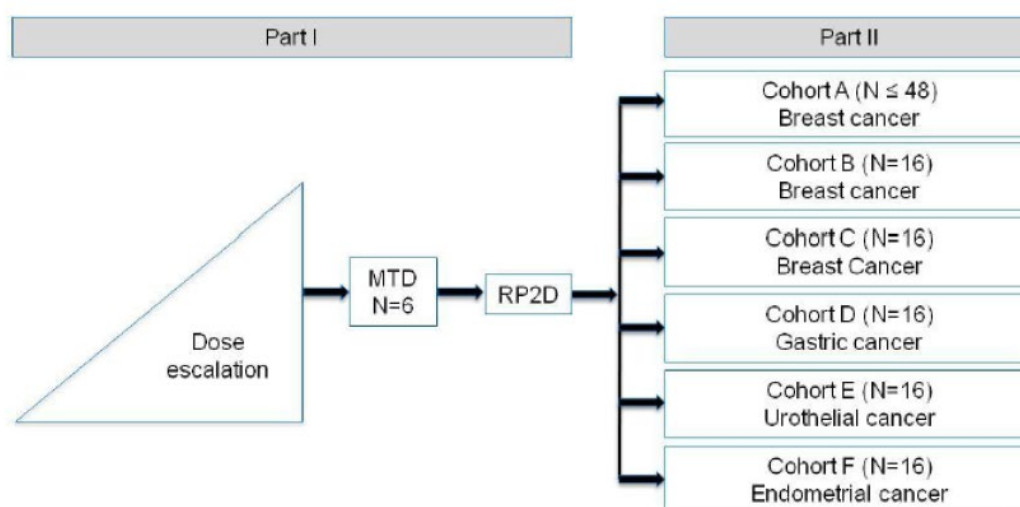 Part I
Part II
Dose
escalation
MTD
N=6
RP2D
Cohort A (N ≤ 48)
Breast cancer
Cohort B (N=16)
Breast cancer
Cohort C (N=16)
Breast Cancer
Cohort D (N=16)
Gastric cancer
Cohort E (N=16)
Urothelial cancer
Cohort F (N=16)
Endometrial cancer